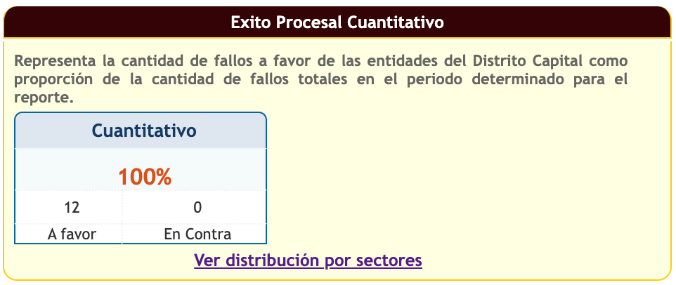 Exito Procesal Cuantitativo
Representa la cantidad de fallos a favor de las entidades del Distrito Capital como
proporción de la cantidad de fallos totales en el periodo determinado para el
reporte.
Cuantitativo
100%
12 0
A favor En Contra
Ver distribución por sectores